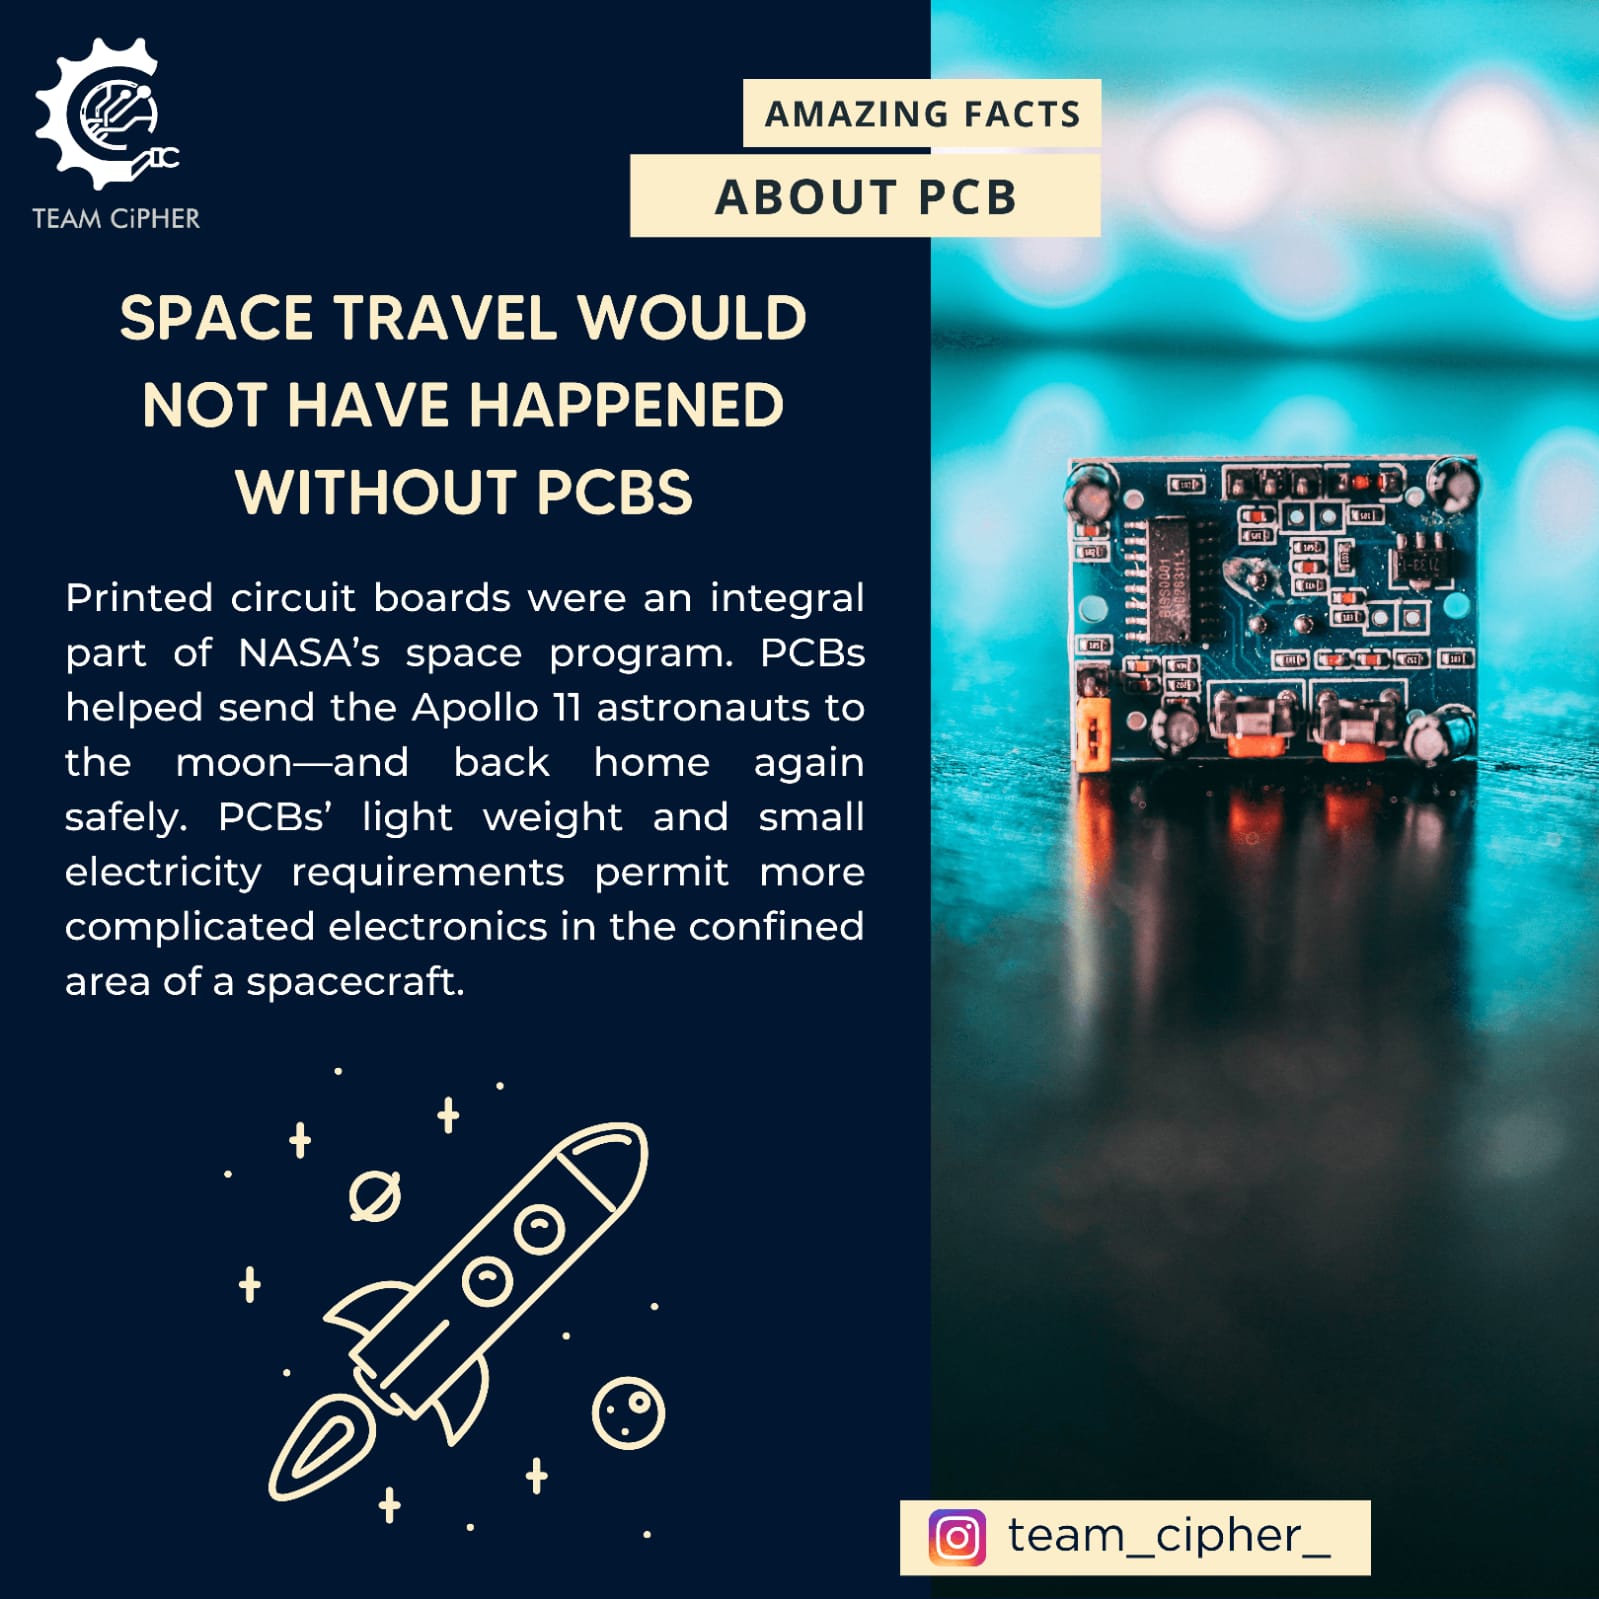 TEAM CiPHER
AMAZING FACTS
ABOUT PCB
SPACE TRAVEL WOULD
NOT HAVE HAPPENED
WITHOUT PCBS
Printed circuit boards were an integral
part of NASA’s space program. PCBs
helped send the Apollo 11 astronauts to
the moon—and back home again
safely. PCBs’ light weight and small
electricity requirements permit more
complicated electronics in the confined
area of a spacecraft.
BISS0001
7133-1
team_cipher_